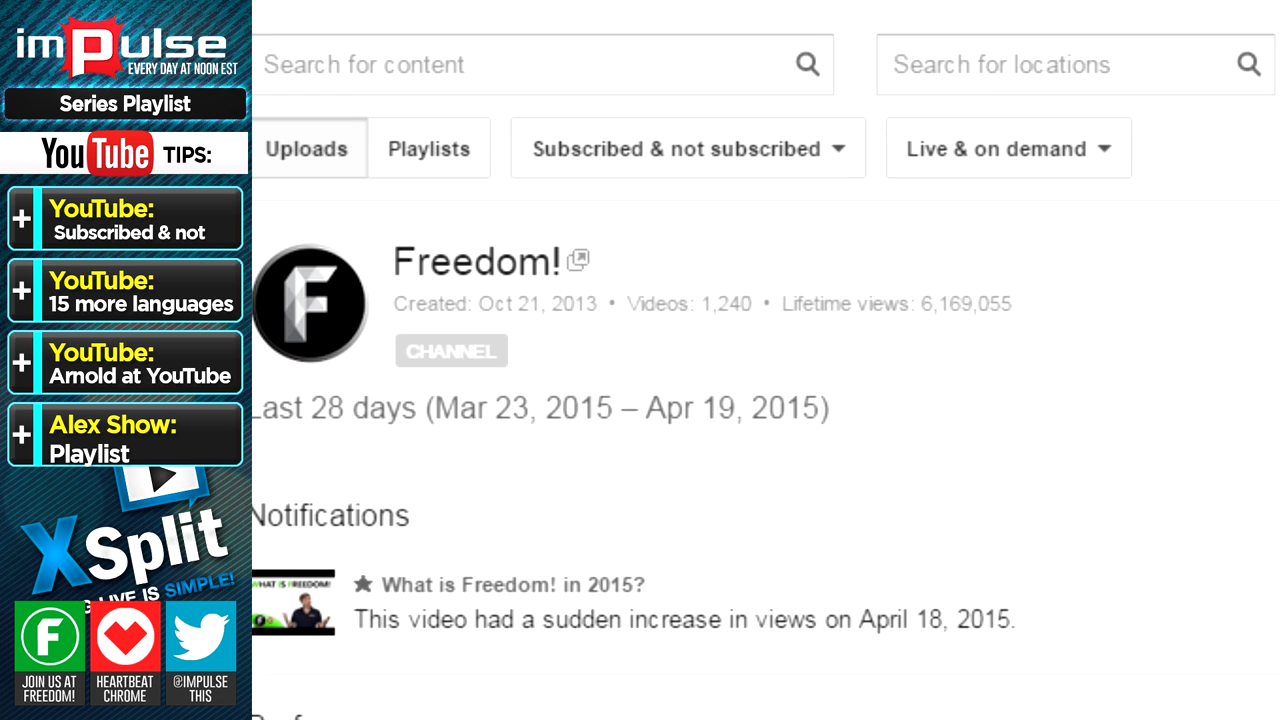 imPulse
EVERY DAY AT NOON EST
Series Playlist
YouTube TIPS:
+ YouTube:
Subscribed & not
+ YouTube:
15 more languages
+ YouTube:
Arnold at YouTube
+ Alex Show:
Playlist
XSplit
LIVE IS SIMPLE!
F
JOIN US AT
FREEDOM!
HEARTBEAT
CHROME
@IMPULSE
THIS
Search for content
Search for locations
Uploads
Playlists
Subscribed & not subscribed
Live & on demand
F
Freedom!
Created: Oct 21, 2013 • Videos: 1,240 • Lifetime views: 6,169,055
CHANNEL
Last 28 days (Mar 23, 2015 – Apr 19, 2015)
Notifications
WHAT IS FREEDOM!
What is Freedom! in 2015?
This video had a sudden increase in views on April 18, 2015.